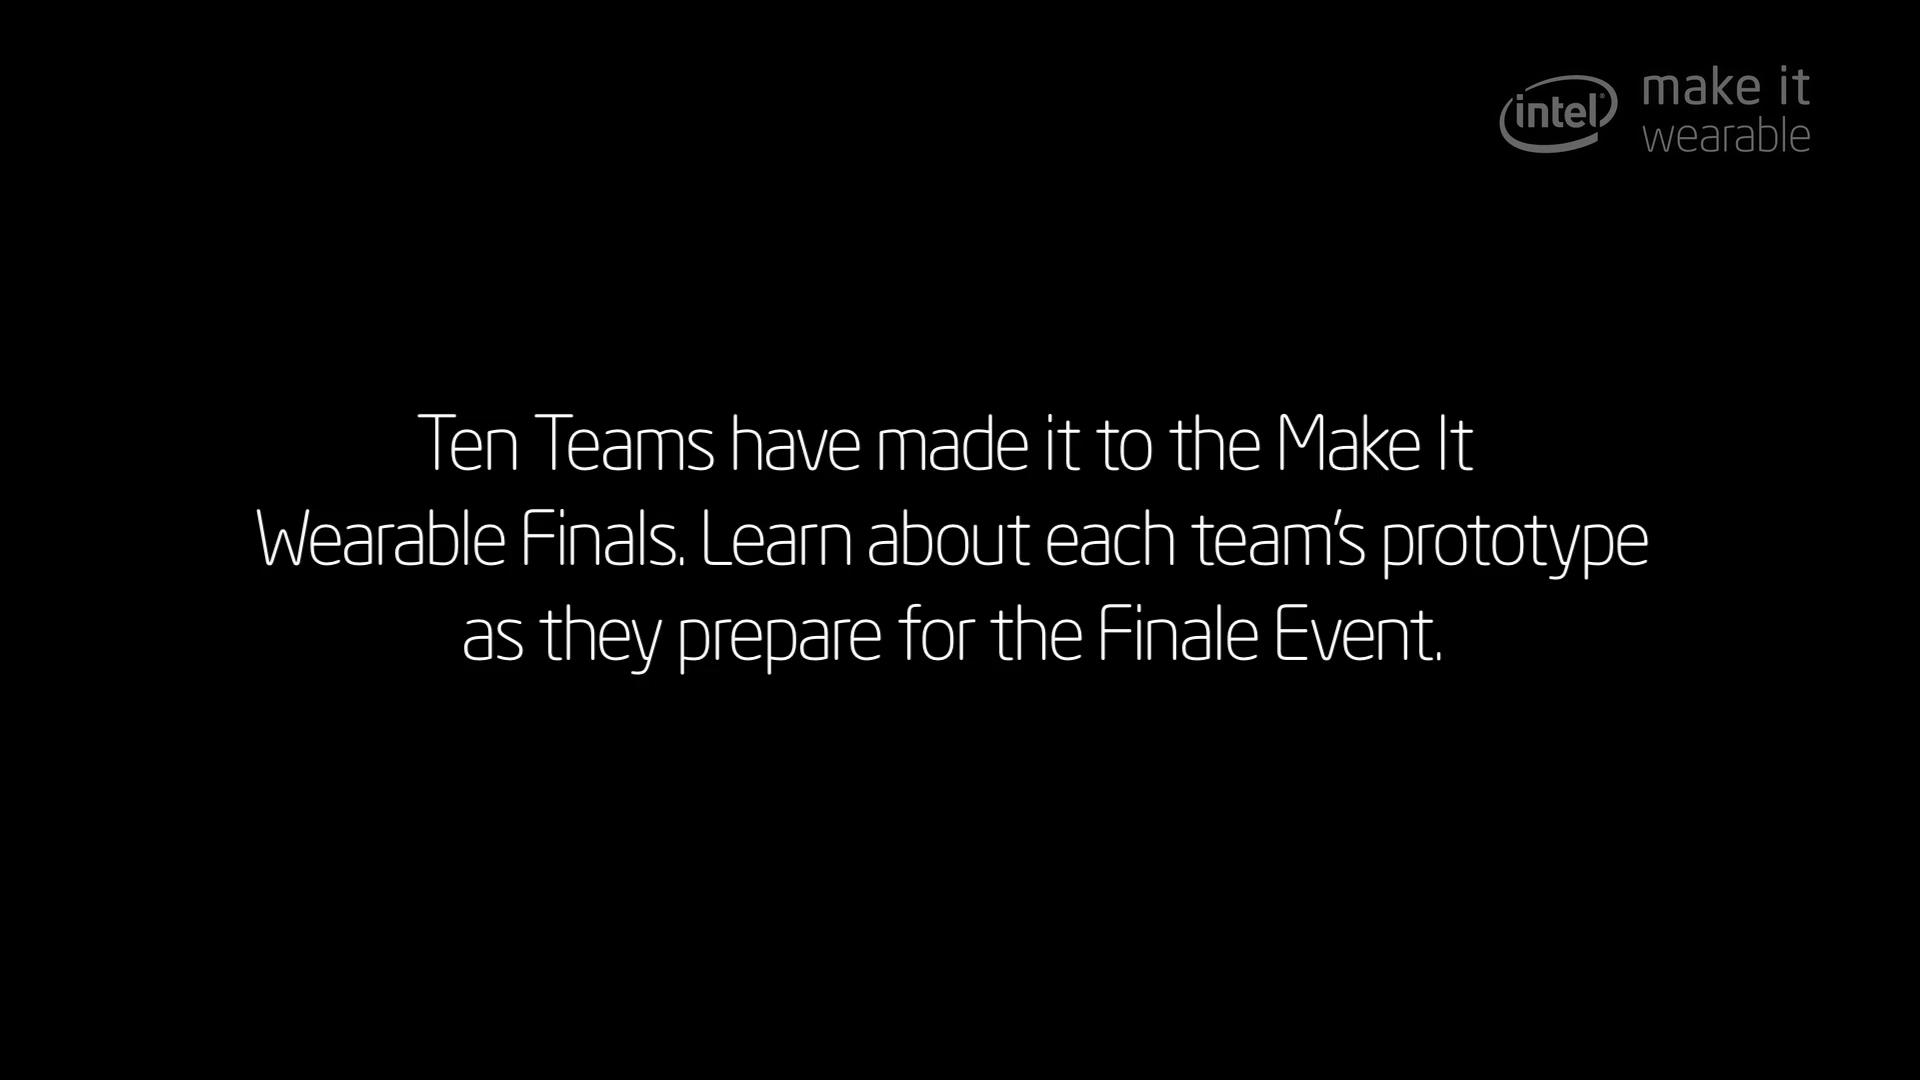 intel®
make it
wearable
Ten Teams have made it to the Make It
Wearable Finals. Learn about each team's prototype
as they prepare for the Finale Event.